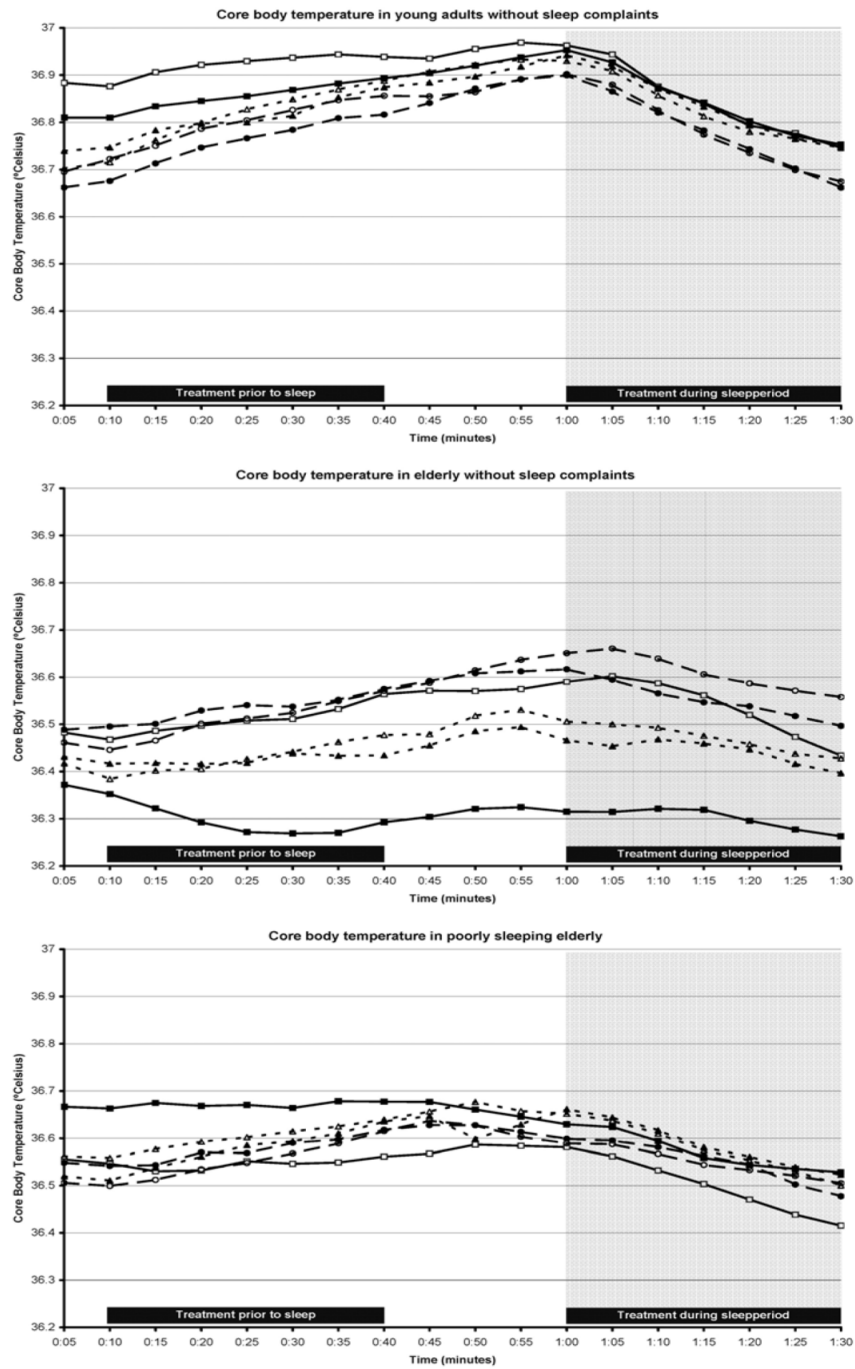 Core body temperature in young adults without sleep complaints
Core Body Temperature (ºCelsius)
37
36.9
36.8
36.7
36.6
36.5
36.4
36.3
36.2
Treatment prior to sleep
Treatment during sleepperiod
0:05 0:10 0:15 0:20 0:25 0:30 0:35 0:40 0:45 0:50 0:55 1:00 1:05 1:10 1:15 1:20 1:25 1:30
Time (minutes)
Core body temperature in elderly without sleep complaints
Core Body Temperature (ºCelsius)
37
36.9
36.8
36.7
36.6
36.5
36.4
36.3
36.2
Treatment prior to sleep
Treatment during sleepperiod
0:05 0:10 0:15 0:20 0:25 0:30 0:35 0:40 0:45 0:50 0:55 1:00 1:05 1:10 1:15 1:20 1:25 1:30
Time (minutes)
Core body temperature in poorly sleeping elderly
Core Body Temperature (ºCelsius)
37
36.9
36.8
36.7
36.6
36.5
36.4
36.3
36.2
Treatment prior to sleep
Treatment during sleepperiod
0:05 0:10 0:15 0:20 0:25 0:30 0:35 0:40 0:45 0:50 0:55 1:00 1:05 1:10 1:15 1:20 1:25 1:30
Time (minutes)